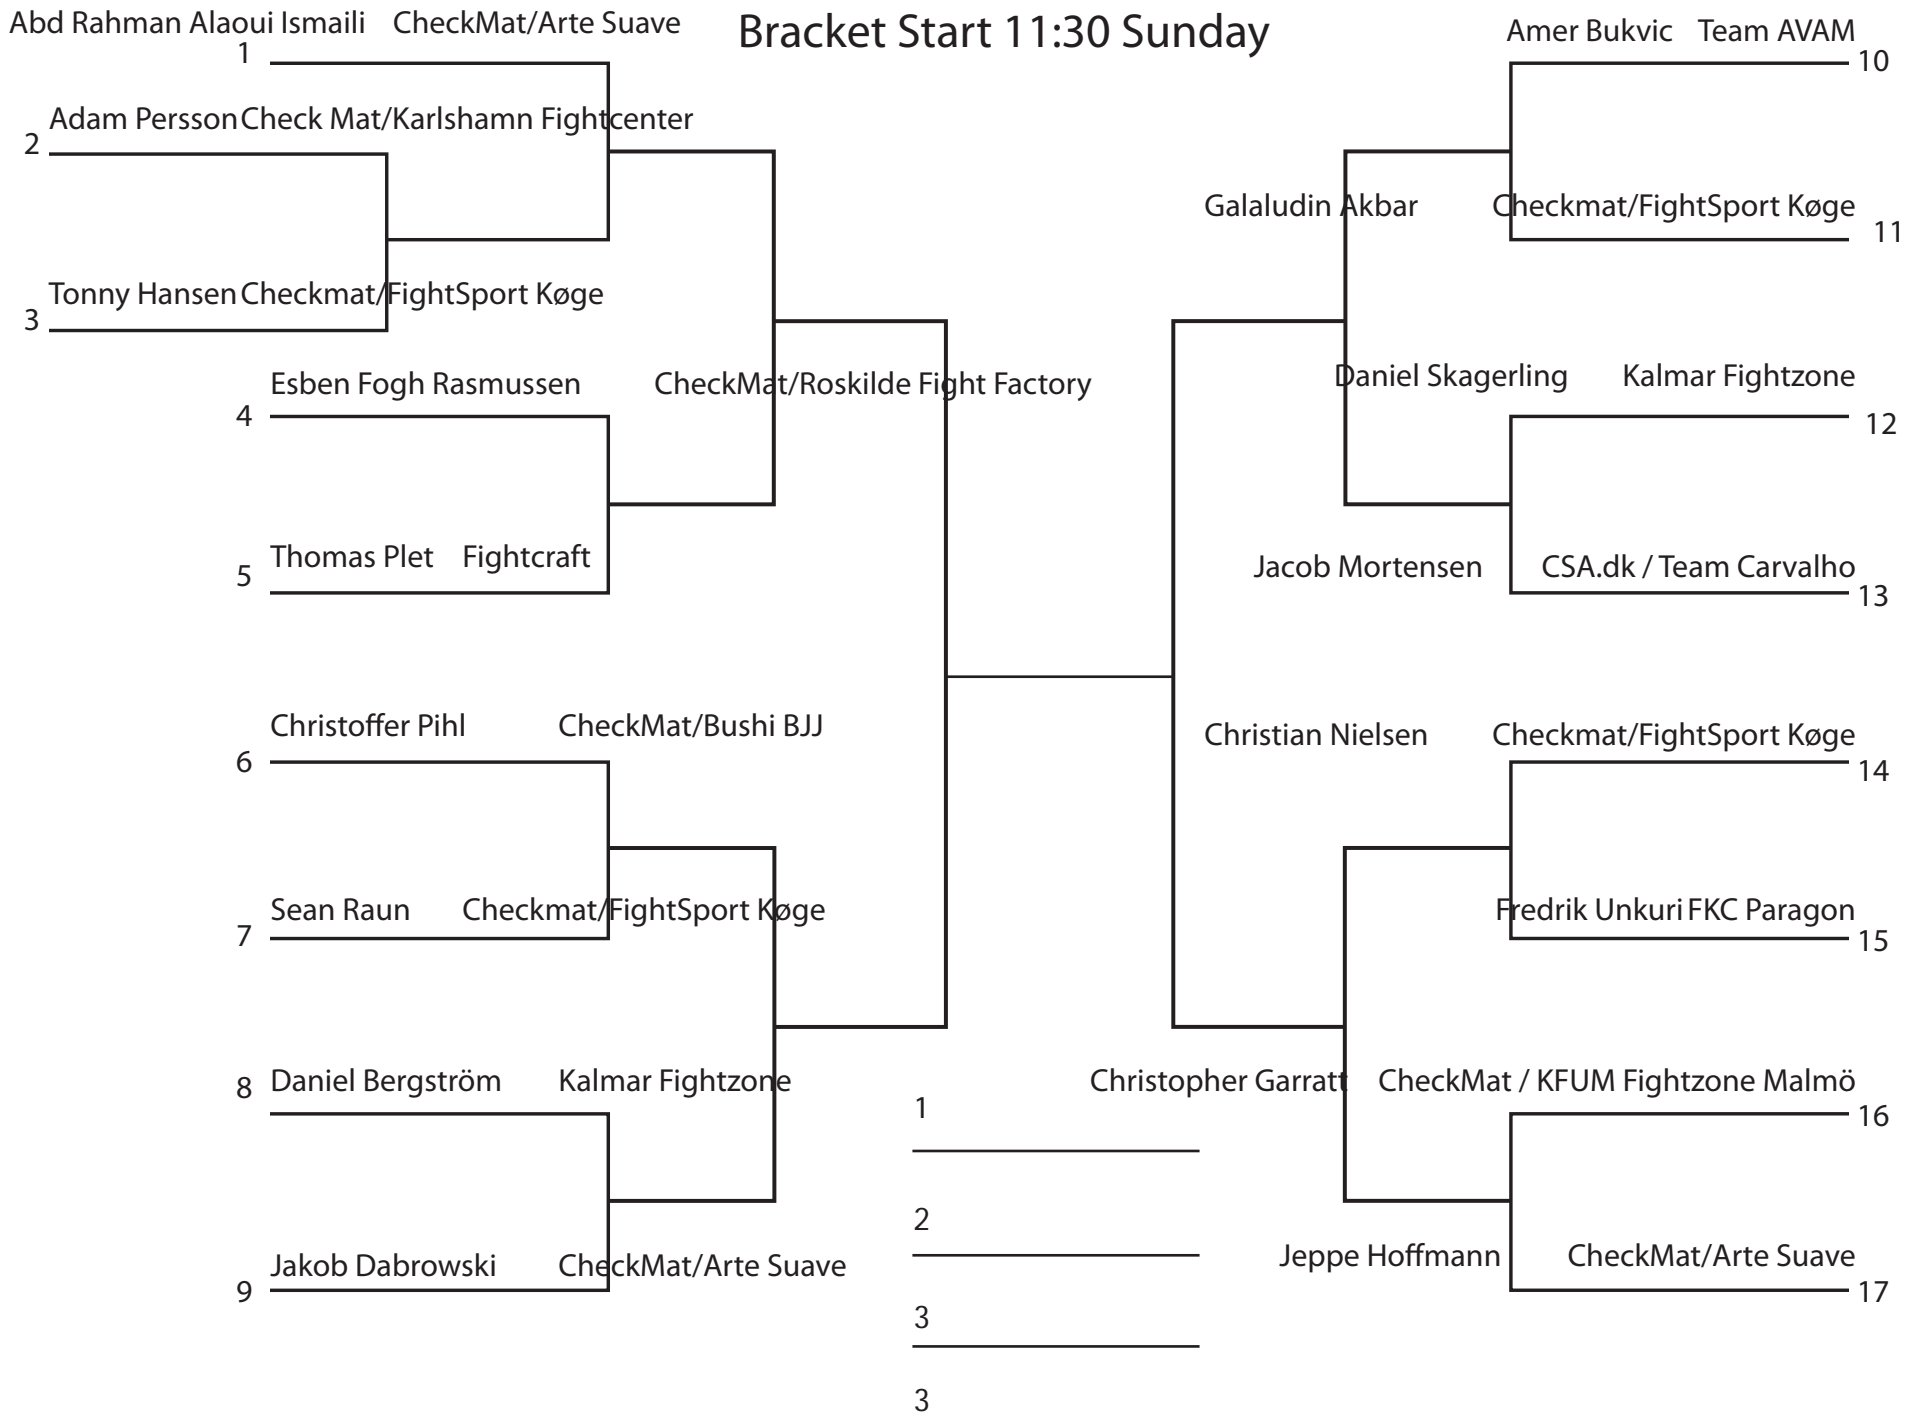 Bracket Start 11:30 Sunday
Abd Rahman Alaoui Ismaili CheckMat/Arte Suave
1
Adam Persson Check Mat/Karlshamn Fightcenter
2
Tonny Hansen Checkmat/FightSport Køge
3
Esben Fogh Rasmussen CheckMat/Roskilde Fight Factory
4
Thomas Plet Fightcraft
5
Christoffer Pihl CheckMat/Bushi BJJ
6
Sean Raun Checkmat/FightSport Køge
7
Daniel Bergström Kalmar Fightzone
8
Jakob Dabrowski CheckMat/Arte Suave
9
Amer Bukvic Team AVAM
10
Galaludin Akbar Checkmat/FightSport Køge
11
Daniel Skagerling Kalmar Fightzone
12
Jacob Mortensen CSA.dk / Team Carvalho
13
Christian Nielsen Checkmat/FightSport Køge
14
Fredrik Unkuri FKC Paragon
15
Christopher Garratt CheckMat / KFUM Fightzone Malmö
16
Jeppe Hoffmann CheckMat/Arte Suave
17
1
2
3
3